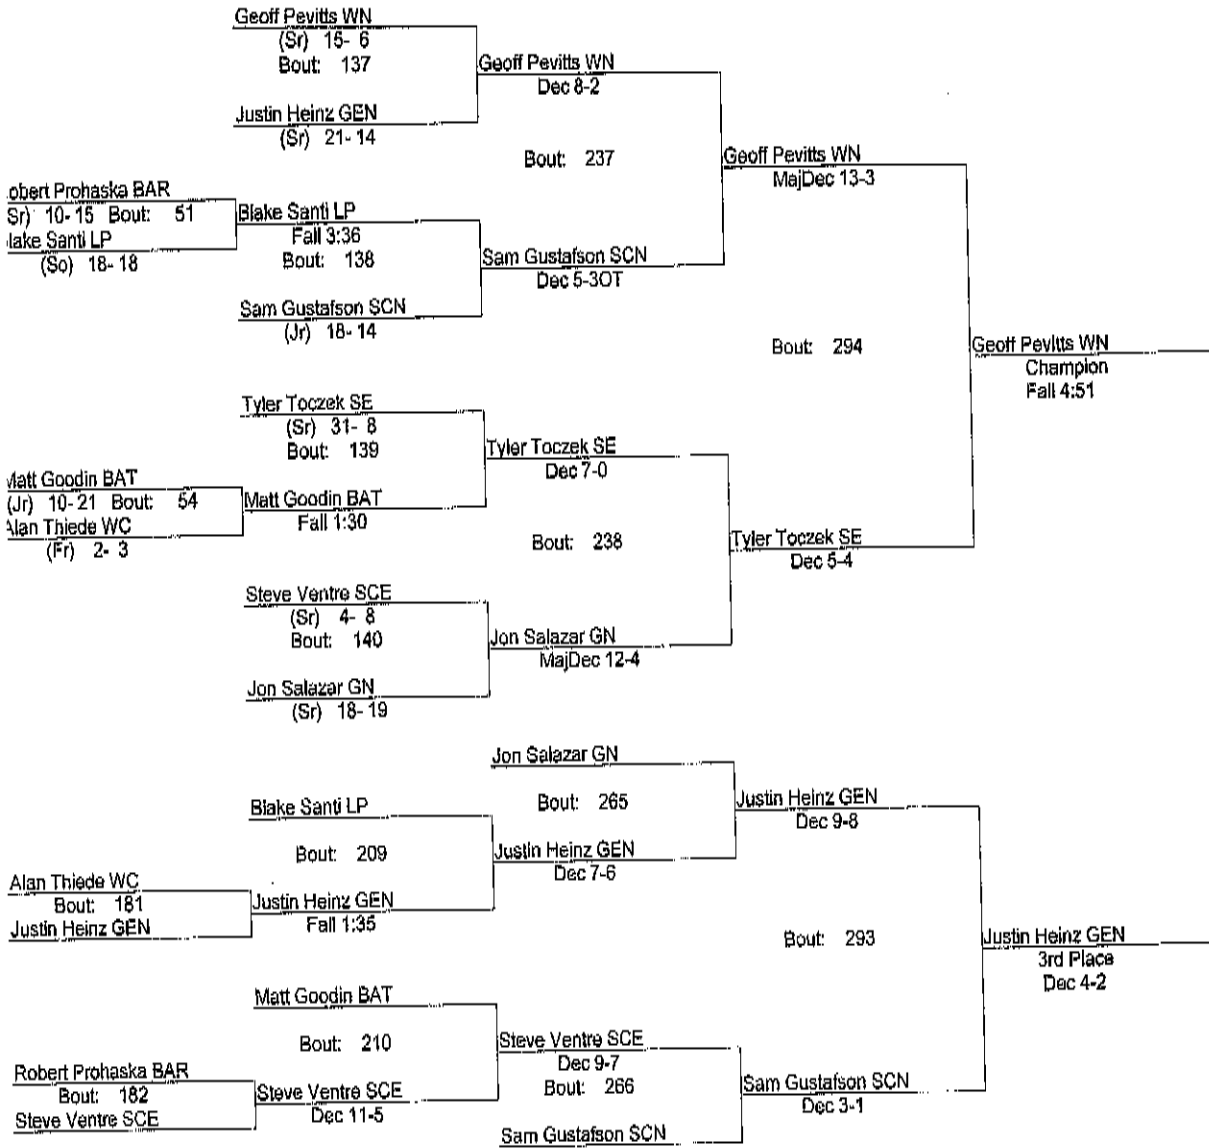 Geoff Pevitts WN
(Sr) 15- 6
Bout: 137
Geoff Pevitts WN
Dec 8-2
Justin Heinz GEN
(Sr) 21- 14
Bout: 237
Geoff Pevitts WN
MajDec 13-3
obert Prohaska BAR
Sr) 10- 15 Bout: 51
lake Santi LP
(So) 18- 18
Blake Santi LP
Fall 3:36
Bout: 138
Sam Gustafson SCN
Dec 5-3OT
Sam Gustafson SCN
(Jr) 18- 14
Bout: 294
Geoff Pevitts WN
Champion
Fall 4:51
Tyler Toczek SE
(Sr) 31- 8
Bout: 139
Tyler Toczek SE
Dec 7-0
Matt Goodin BAT
(Jr) 10- 21 Bout: 54
Alan Thiede WC
(Fr) 2- 3
Matt Goodin BAT
Fall 1:30
Bout: 238
Tyler Toczek SE
Dec 5-4
Steve Ventre SCE
(Sr) 4- 8
Bout: 140
Jon Salazar GN
MajDec 12-4
Jon Salazar GN
(Sr) 18- 19
Jon Salazar GN
Bout: 265
Justin Heinz GEN
Dec 9-8
Blake Santi LP
Bout: 209
Justin Heinz GEN
Dec 7-6
Alan Thiede WC
Bout: 181
Justin Heinz GEN
Justin Heinz GEN
Fall 1:35
Bout: 293
Justin Heinz GEN
3rd Place
Dec 4-2
Matt Goodin BAT
Bout: 210
Steve Ventre SCE
Dec 9-7
Bout: 266
Robert Prohaska BAR
Bout: 182
Steve Ventre SCE
Steve Ventre SCE
Dec 11-5
Sam Gustafson SCN
Dec 3-1
Sam Gustafson SCN